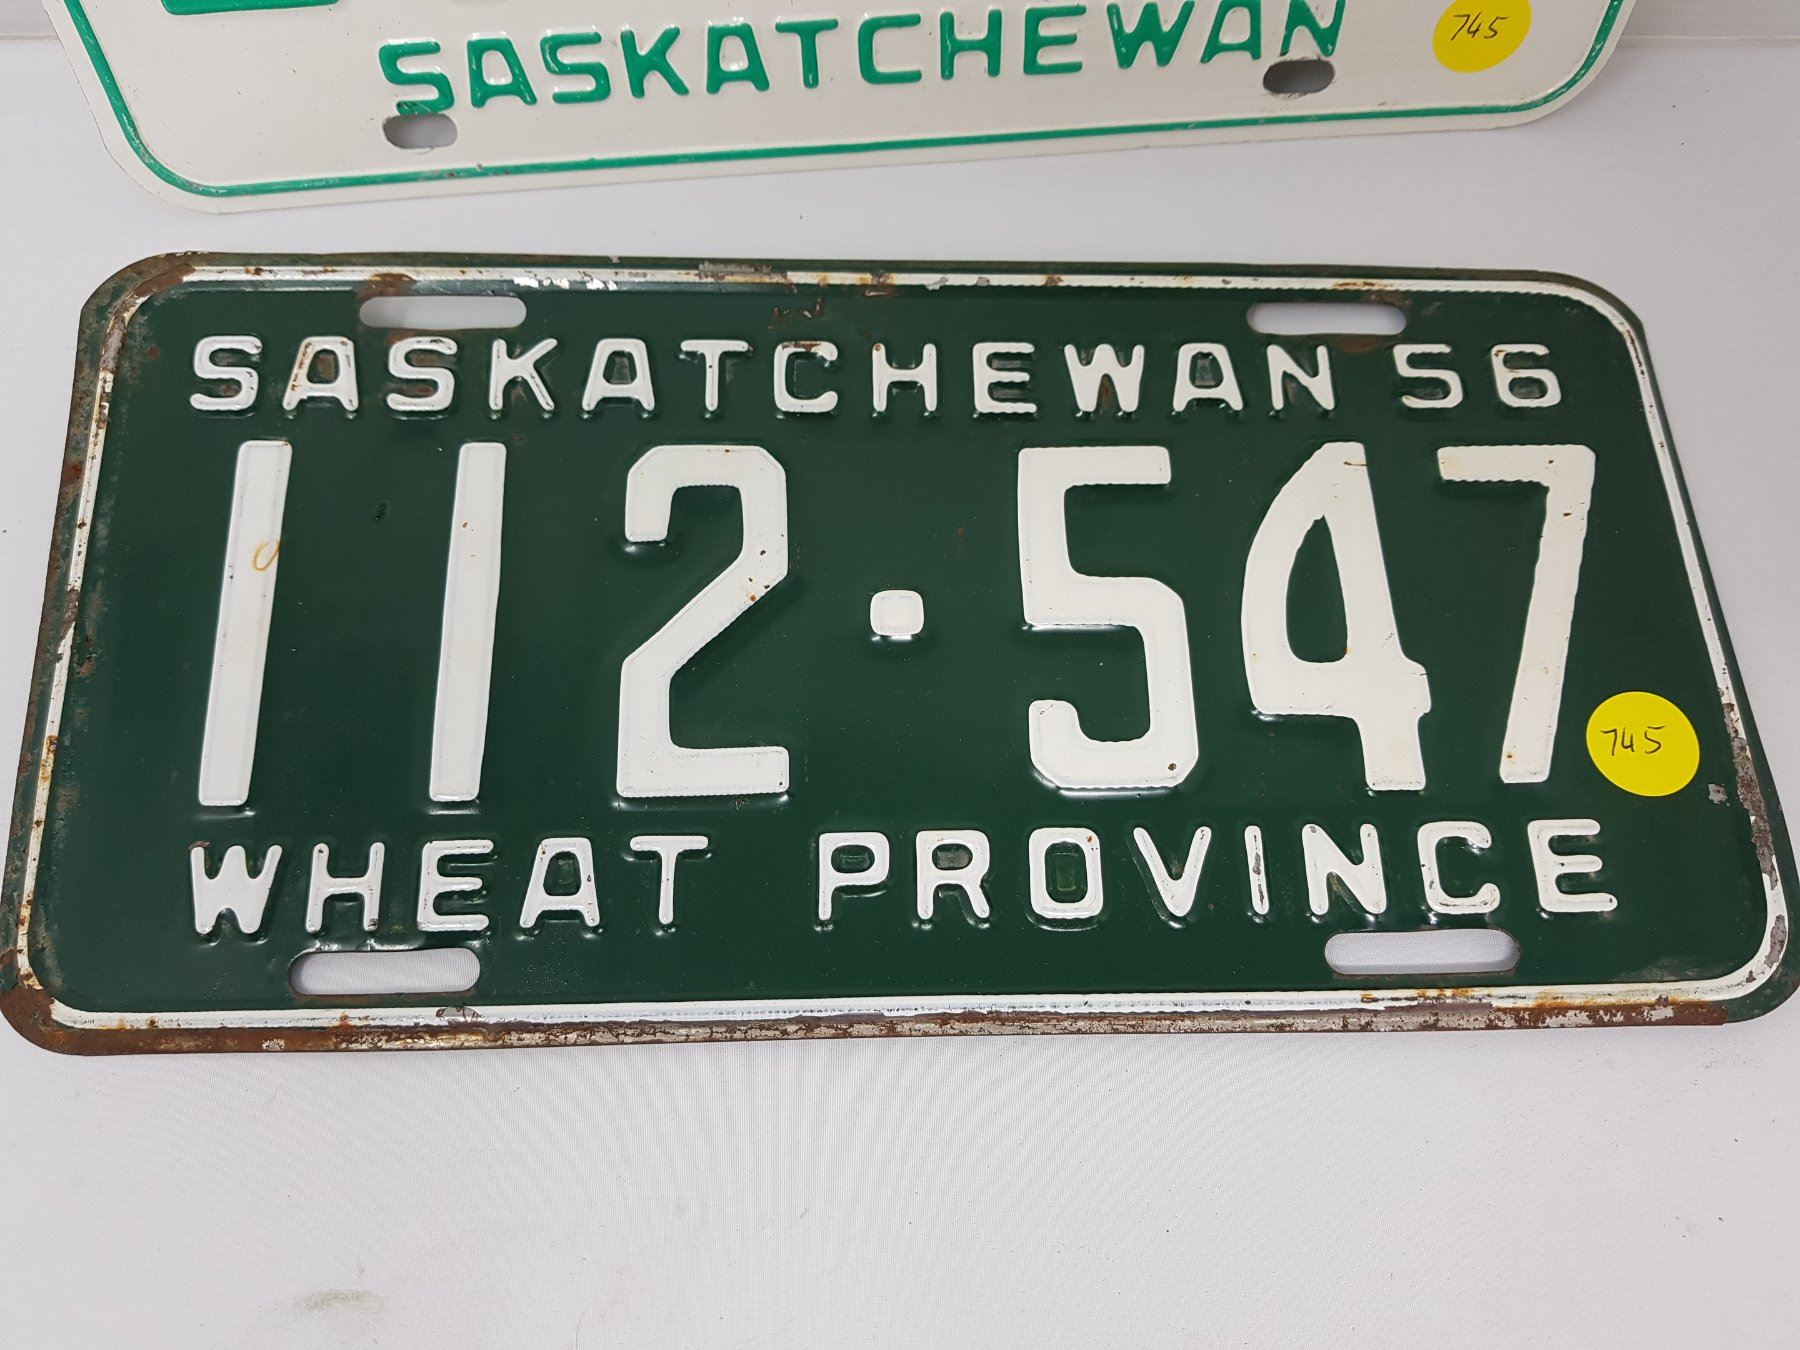 SASKATCHEWAN
745
SASKATCHEWAN 56
112·547
745
WHEAT PROVINCE